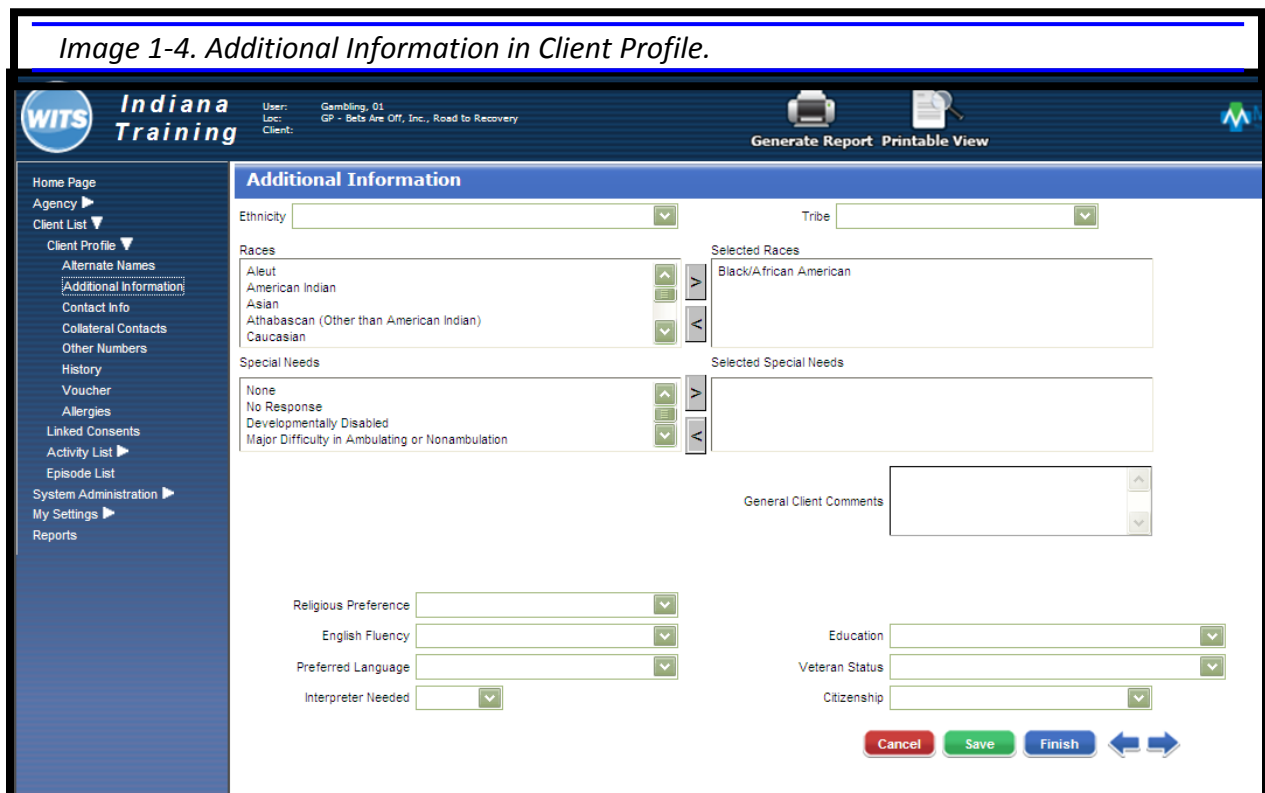 Image 1-4. Additional Information in Client Profile.
WITS
Indiana
Training
User: Gambling, 01
Loc: GP - Bets Are Off, Inc., Road to Recovery
Client:
Generate Report Printable View
Home Page
Agency
Client List
Client Profile
Alternate Names
Additional Information
Contact Info
Collateral Contacts
Other Numbers
History
Voucher
Allergies
Linked Consents
Activity List
Episode List
System Administration
My Settings
Reports
Additional Information
Ethnicity Tribe
Races Selected Races
Aleut
American Indian
Asian
Athabascan (Other than American Indian)
Caucasian
>
<
Black/African American
Special Needs Selected Special Needs
None
No Response
Developmentally Disabled
Major Difficulty in Ambulating or Nonambulation
>
<
General Client Comments
Religious Preference
English Fluency Education
Preferred Language Veteran Status
Interpreter Needed Citizenship
Cancel Save Finish